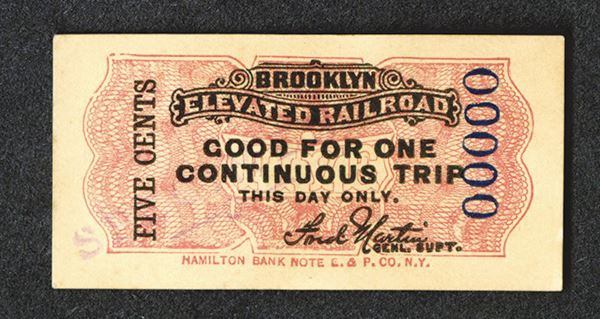 BROOKLYN
ELEVATED RAILROAD
GOOD FOR ONE
CONTINUOUS TRIP
THIS DAY ONLY.
Martin
GENL. SUPT.
HAMILTON BANK NOTE E. & P. CO. N.Y.
FIVE CENTS
00000